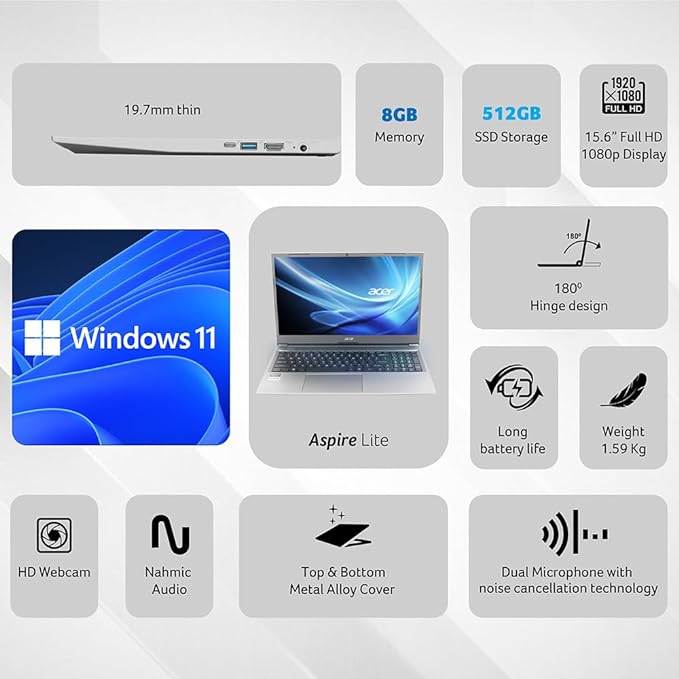 19.7mm thin
8GB
Memory
512GB
SSD Storage
1920
×1080
FULL HD
15.6” Full HD
1080p Display
Windows 11
acer
acer
Aspire Lite
180⁰
180⁰
Hinge design
Long
battery life
Weight
1.59 Kg
HD Webcam
Nahmic
Audio
Top & Bottom
Metal Alloy Cover
Dual Microphone with
noise cancellation technology